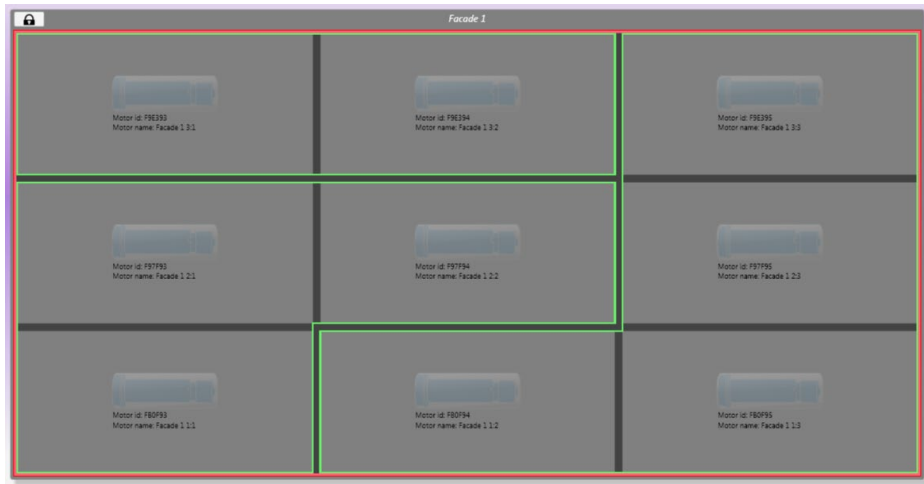 Facade 1
Motor id: F9E393
Motor name: Facade 1 3:1
Motor id: F9E394
Motor name: Facade 1 3:2
Motor id: F9E395
Motor name: Facade 1 3:3
Motor id: F97F93
Motor name: Facade 1 2:1
Motor id: F97F94
Motor name: Facade 1 2:2
Motor id: F97F95
Motor name: Facade 1 2:3
Motor id: FB0F93
Motor name: Facade 1 1:1
Motor id: FB0F94
Motor name: Facade 1 1:2
Motor id: FB0F95
Motor name: Facade 1 1:3